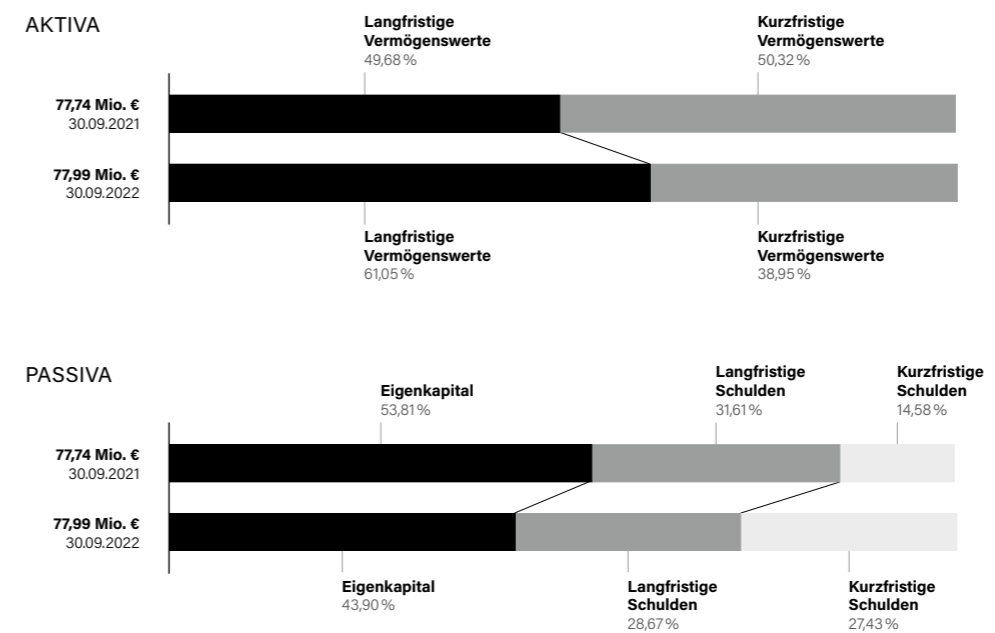 AKTIVA
Langfristige
Vermögenswerte
49,68 %
Kurzfristige
Vermögenswerte
50,32 %
77,74 Mio. €
30.09.2021
77,99 Mio. €
30.09.2022
Langfristige
Vermögenswerte
61,05 %
Kurzfristige
Vermögenswerte
38,95 %
PASSIVA
Eigenkapital
53,81 %
Langfristige
Schulden
31,61 %
Kurzfristige
Schulden
14,58 %
77,74 Mio. €
30.09.2021
77,99 Mio. €
30.09.2022
Eigenkapital
43,90 %
Langfristige
Schulden
28,67 %
Kurzfristige
Schulden
27,43 %